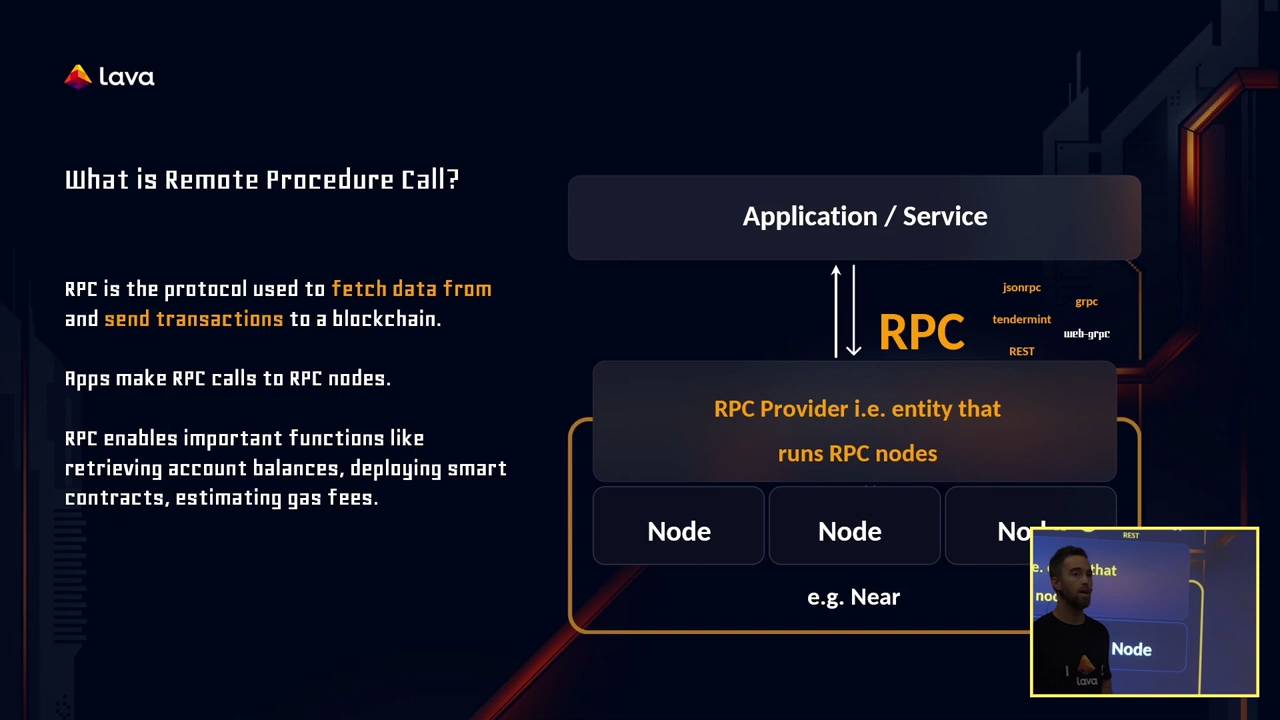 lava
What is Remote Procedure Call?
RPC is the protocol used to fetch data from
and send transactions to a blockchain.
Apps make RPC calls to RPC nodes.
RPC enables important functions like
retrieving account balances, deploying smart
contracts, estimating gas fees.
Application / Service
RPC
jsonrpc
grpc
tendermint
web-grpc
REST
RPC Provider i.e. entity that
runs RPC nodes
Node
Node
e.g. Near
REST
that
Node
lava